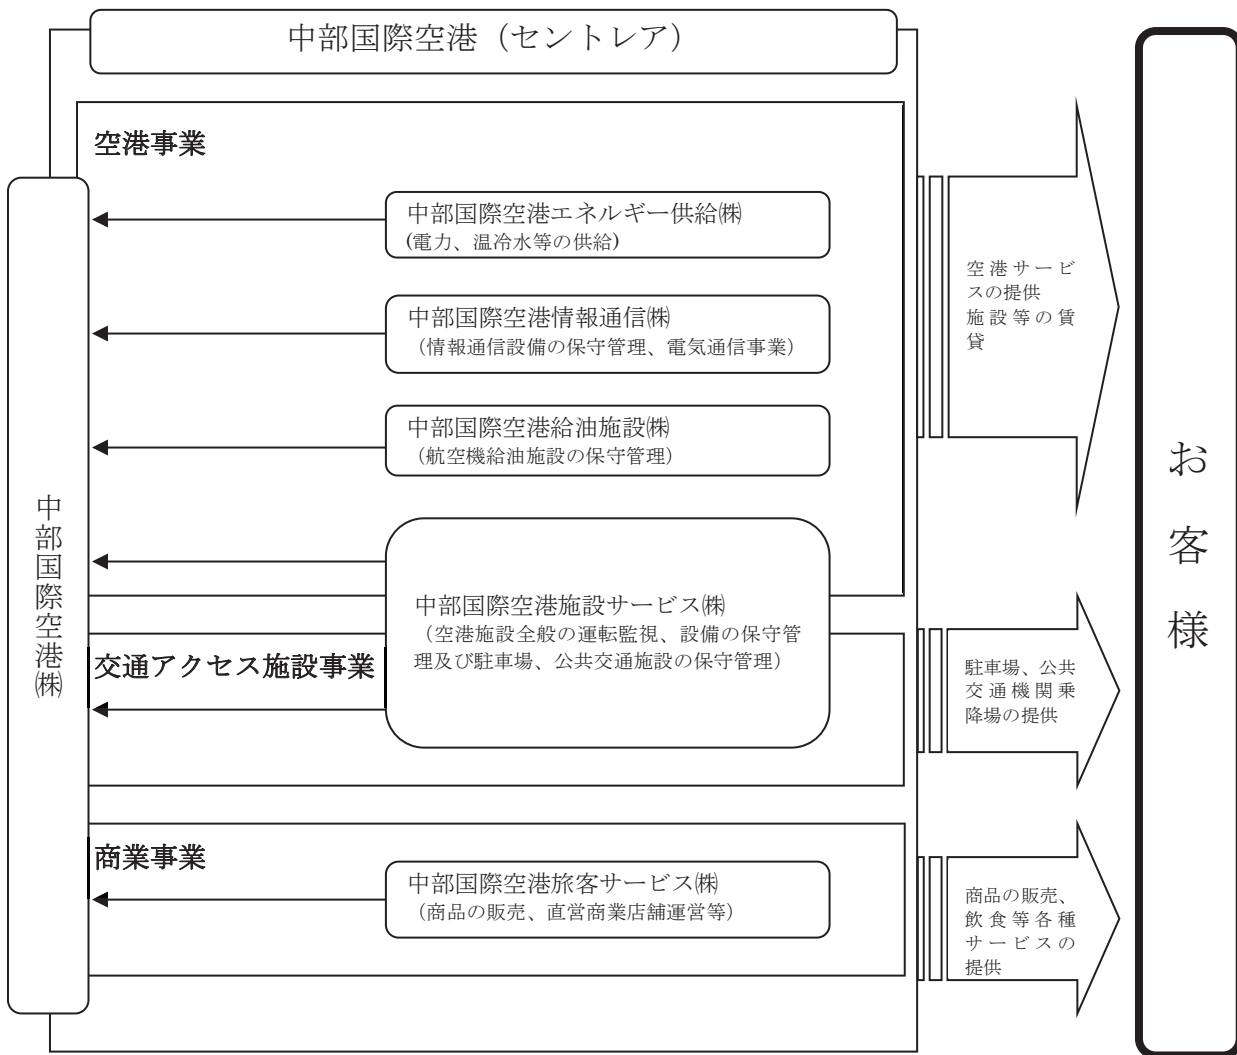 中部国際空港（セントレア）
空港事業
中部国際空港エネルギー供給㈱
(電力、温冷水等の供給)
中部国際空港情報通信㈱
（情報通信設備の保守管理、電気通信事業）
中部国際空港給油施設㈱
（航空機給油施設の保守管理）
中部国際空港施設サービス㈱
（空港施設全般の運転監視、設備の保守管
理及び駐車場、公共交通施設の保守管理）
交通アクセス施設事業
商業事業
中部国際空港旅客サービス㈱
（商品の販売、直営商業店舗運営等）
中部国際空港㈱
空港サービ
スの提供
施設等の賃
貸
駐車場、公共
交通機関乗
降場の提供
商品の販売、
飲食等各種
サービスの
提供
お客様